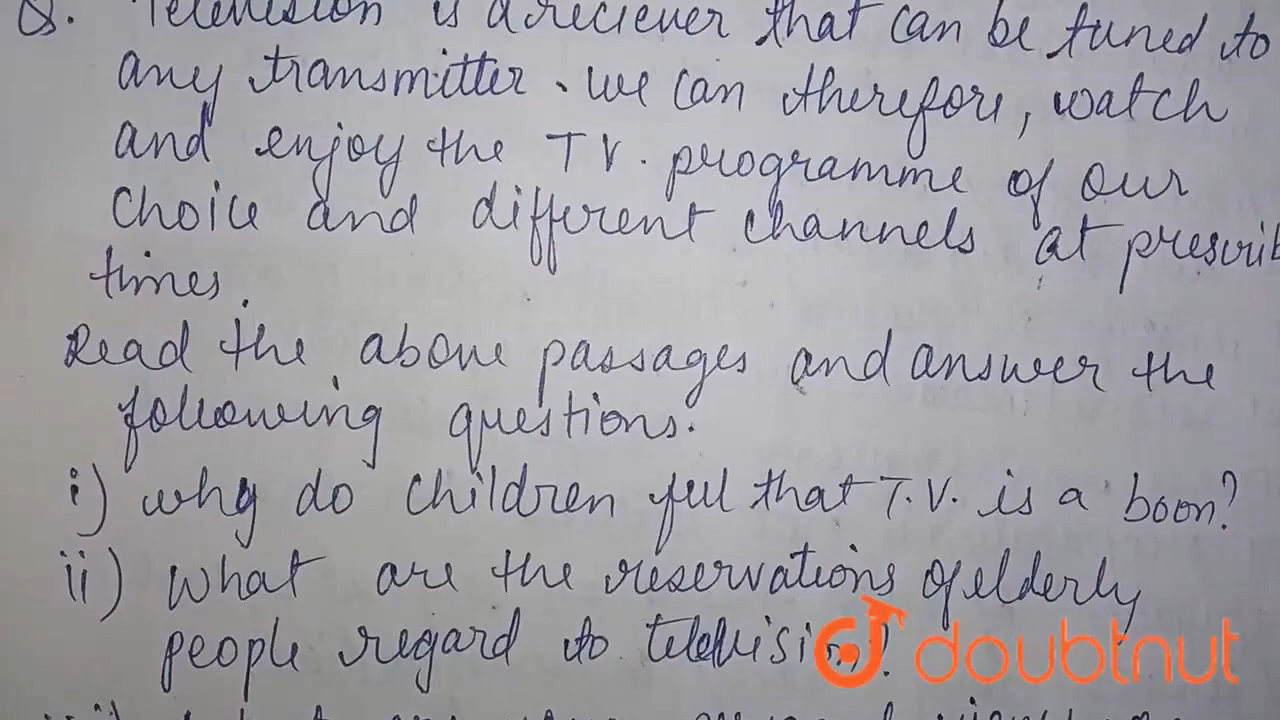 Q. Television is a reciever that can be tuned to
any transmitter. we can therefore, watch
and enjoy the T V. programme of our
choice and different channels at prescrib
times.
Read the above passages and answer the
following questions.
i) why do children feel that T.V. is a boon?
ii) what are the reservations of elderly
people regard to television?
doubtnut